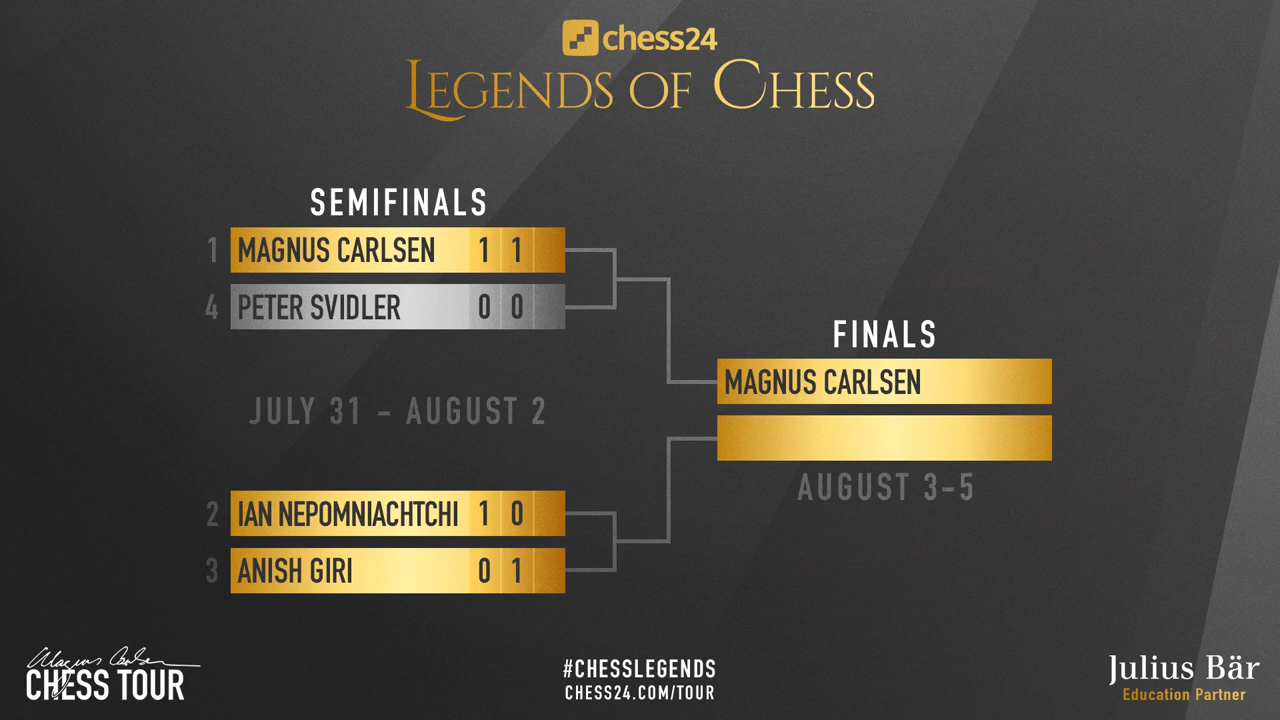 chess24
LEGENDS OF CHESS
SEMIFINALS
1 MAGNUS CARLSEN 1 1
4 PETER SVIDLER 0 0
JULY 31 - AUGUST 2
2 IAN NEPOMNIACHTCHI 1 0
3 ANISH GIRI 0 1
FINALS
MAGNUS CARLSEN
AUGUST 3-5
Magnus Carlsen
CHESS TOUR
#CHESSLEGENDS
CHESS24.COM/TOUR
Julius Bär
Education Partner